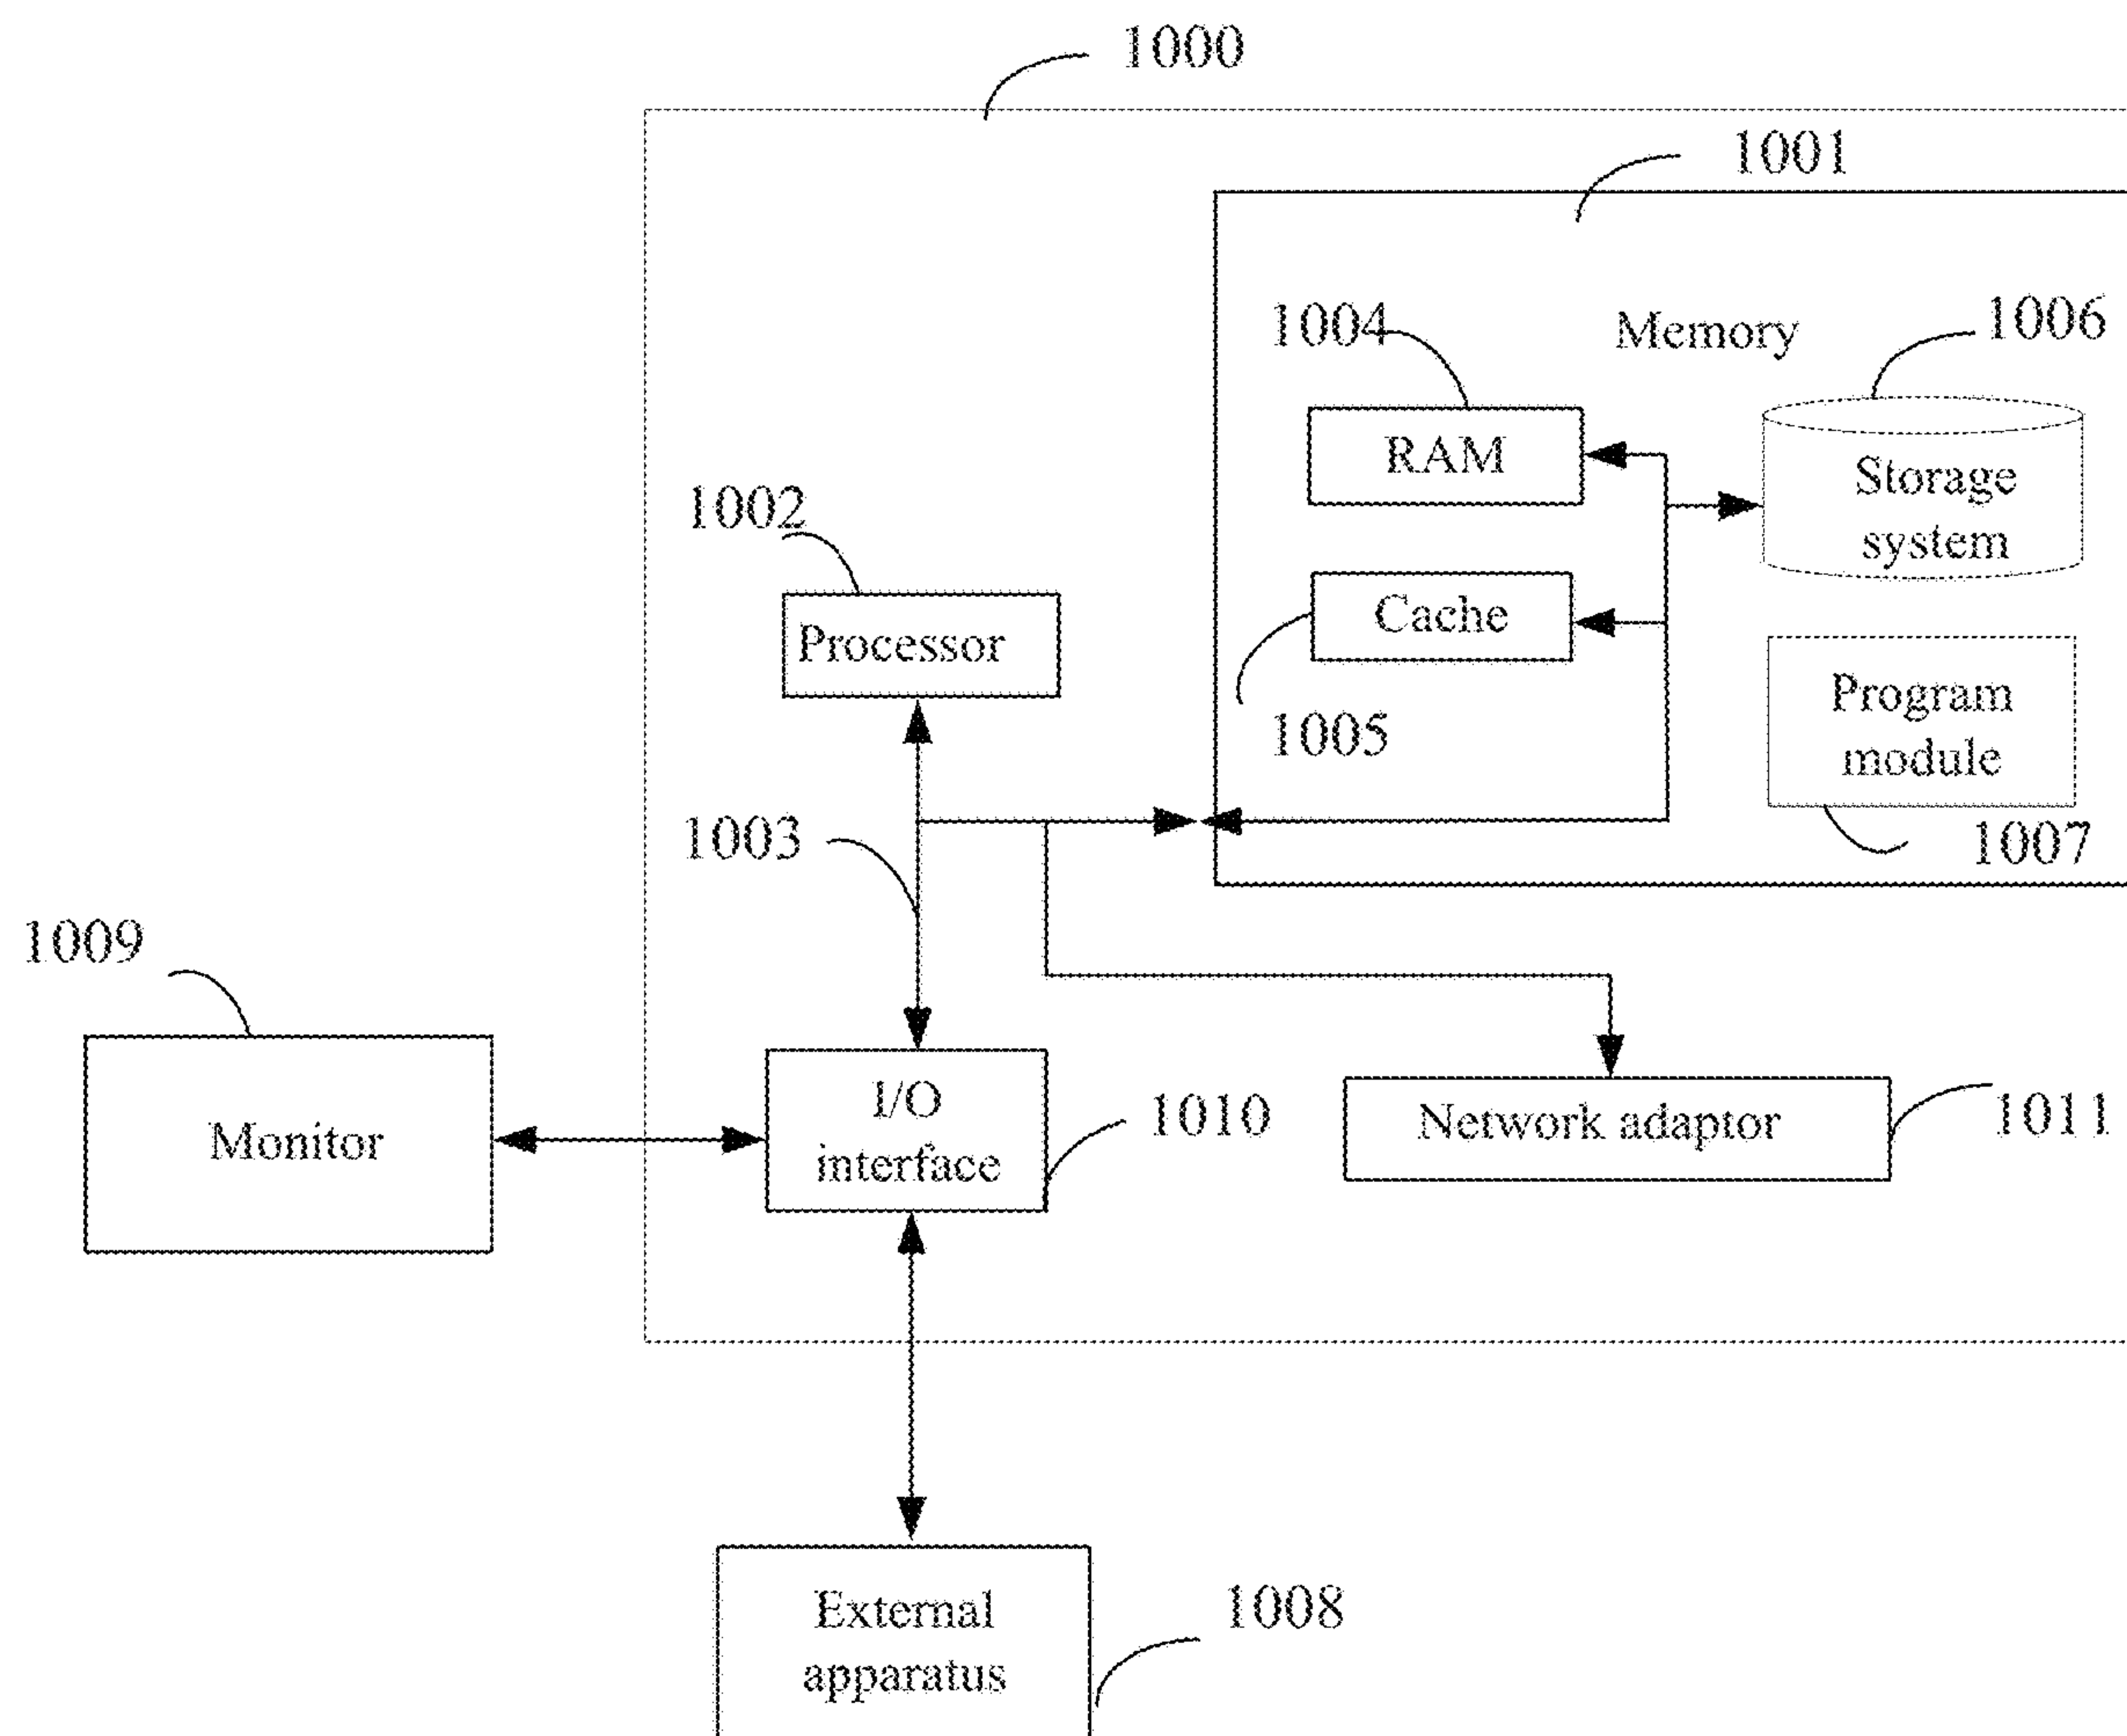 1000
1001
1004
Memory
1006
RAM
Storage
system
1002
Processor
Cache
1005
Program
module
1003
1007
1009
Monitor
I/O
interface
1010
Network adaptor
1011
External
apparatus
1008